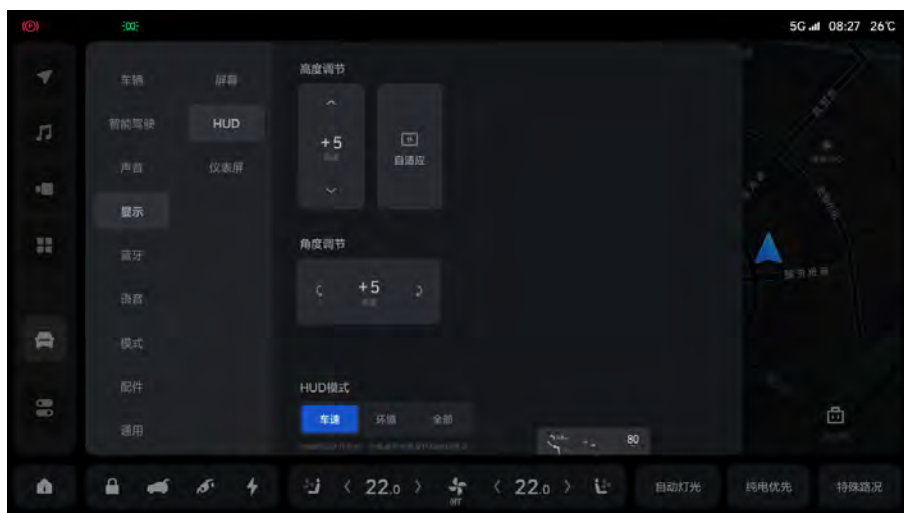 5G 08:27 26℃
车辆
屏幕
高度调节
智能驾驶
HUD
+5
高度
自适应
声音
仪表屏
显示
角度调节
蓝牙
+5
语音
模式
HUD模式
配件
车速
环境
全部
通用
80
22.0
OFF
22.0
自动灯光
纯电优先
特殊路况